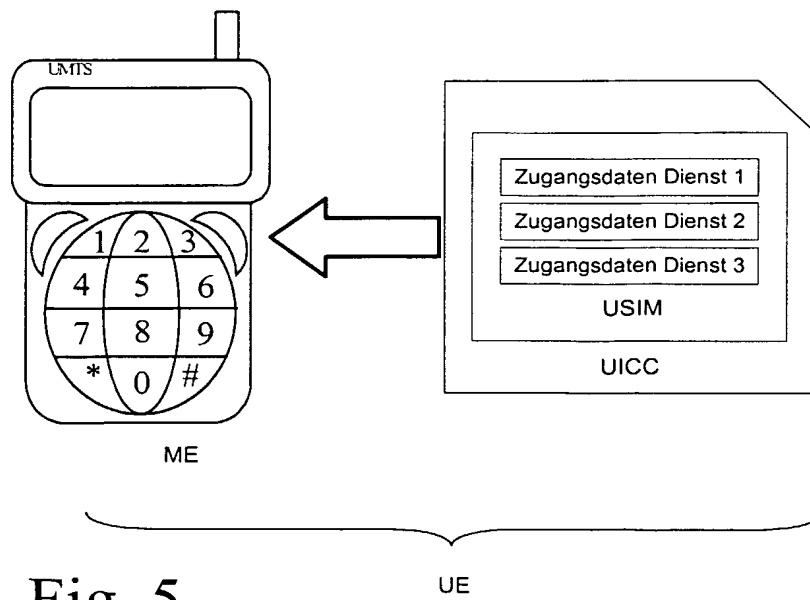 UMTS
1 2 3
4 5 6
7 8 9
* 0 #
ME
Zugangsdaten Dienst 1
Zugangsdaten Dienst 2
Zugangsdaten Dienst 3
USIM
UICC
UE
Fig. 5